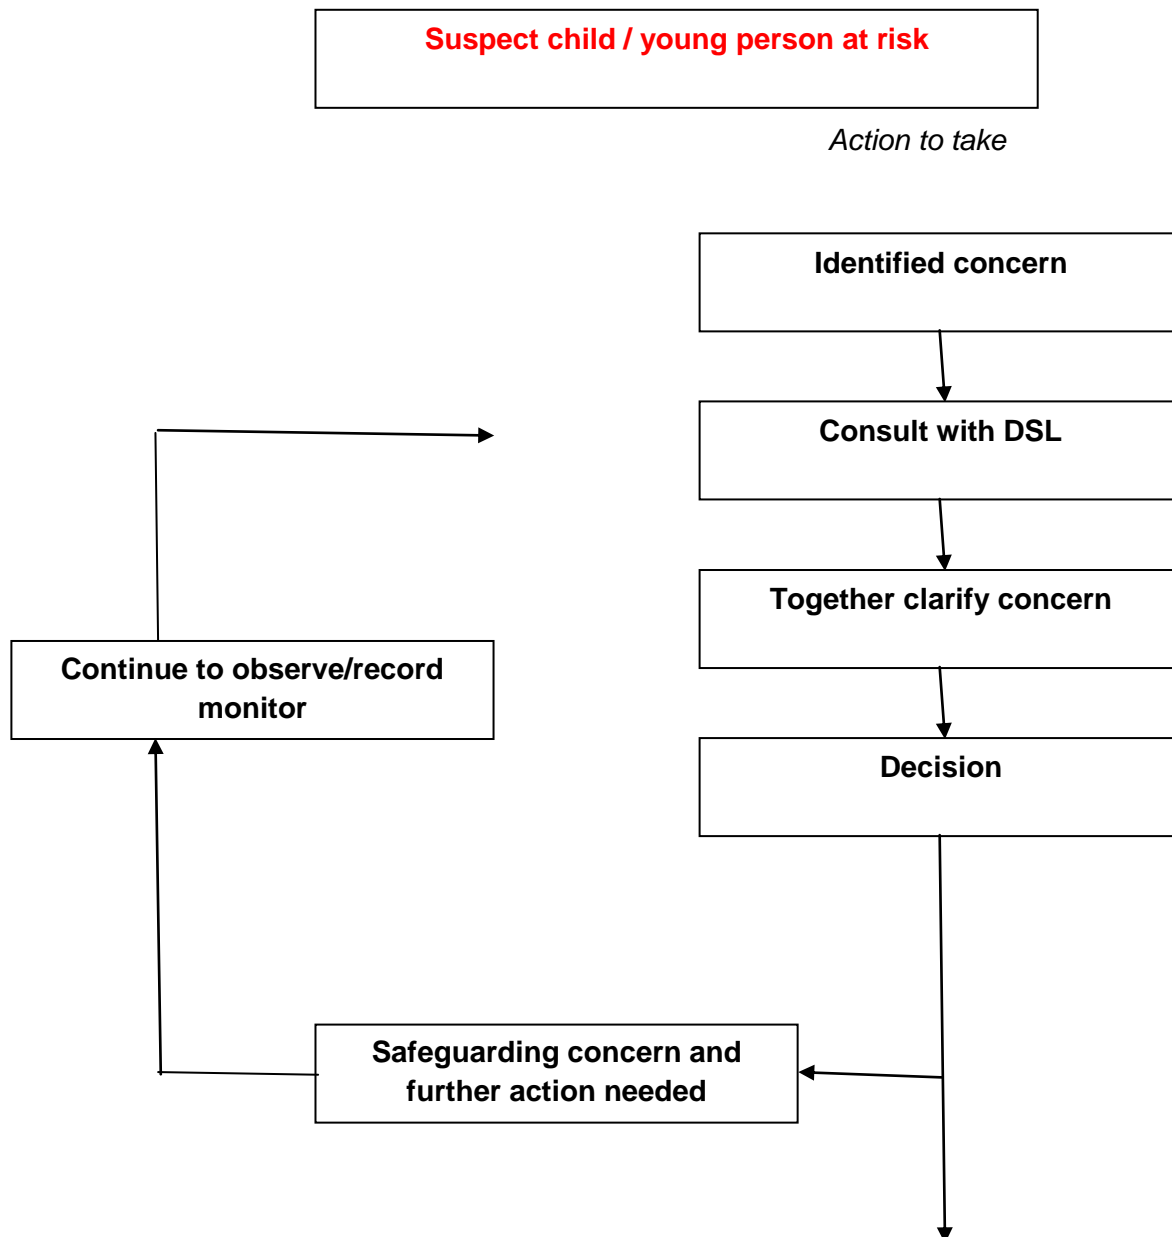 Suspect child / young person at risk
Action to take
Identified concern
Consult with DSL
Together clarify concern
Continue to observe/record
monitor
Decision
Safeguarding concern and
further action needed